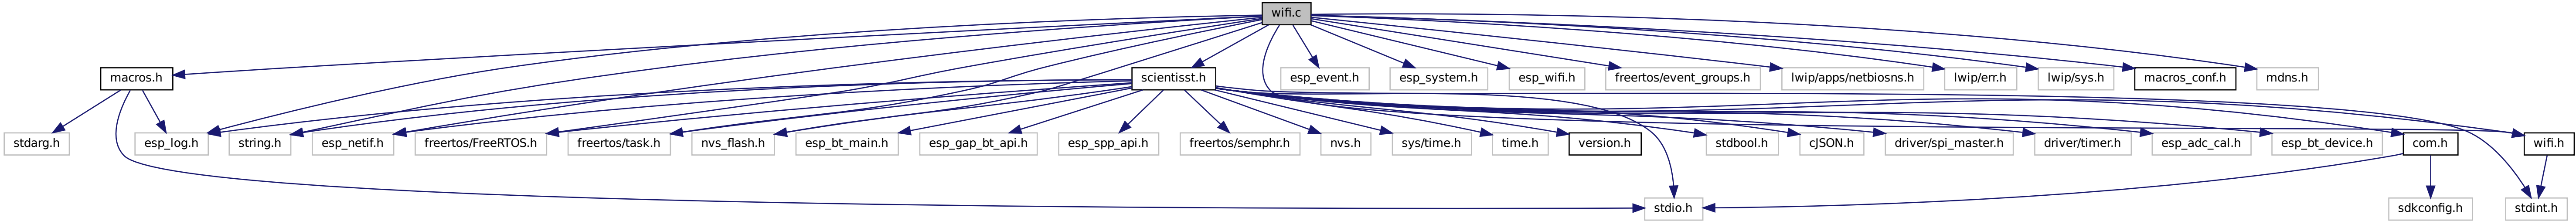 wifi.c
macros.h
scientisst.h
esp_event.h
esp_system.h
esp_wifi.h
freertos/event_groups.h
lwip/apps/netbiosns.h
lwip/err.h
lwip/sys.h
macros_conf.h
mdns.h
stdarg.h
esp_log.h
string.h
esp_netif.h
freertos/FreeRTOS.h
freertos/task.h
nvs_flash.h
esp_bt_main.h
esp_gap_bt_api.h
esp_spp_api.h
freertos/semphr.h
nvs.h
sys/time.h
time.h
version.h
stdbool.h
cJSON.h
driver/spi_master.h
driver/timer.h
esp_adc_cal.h
esp_bt_device.h
com.h
wifi.h
stdio.h
sdkconfig.h
stdint.h